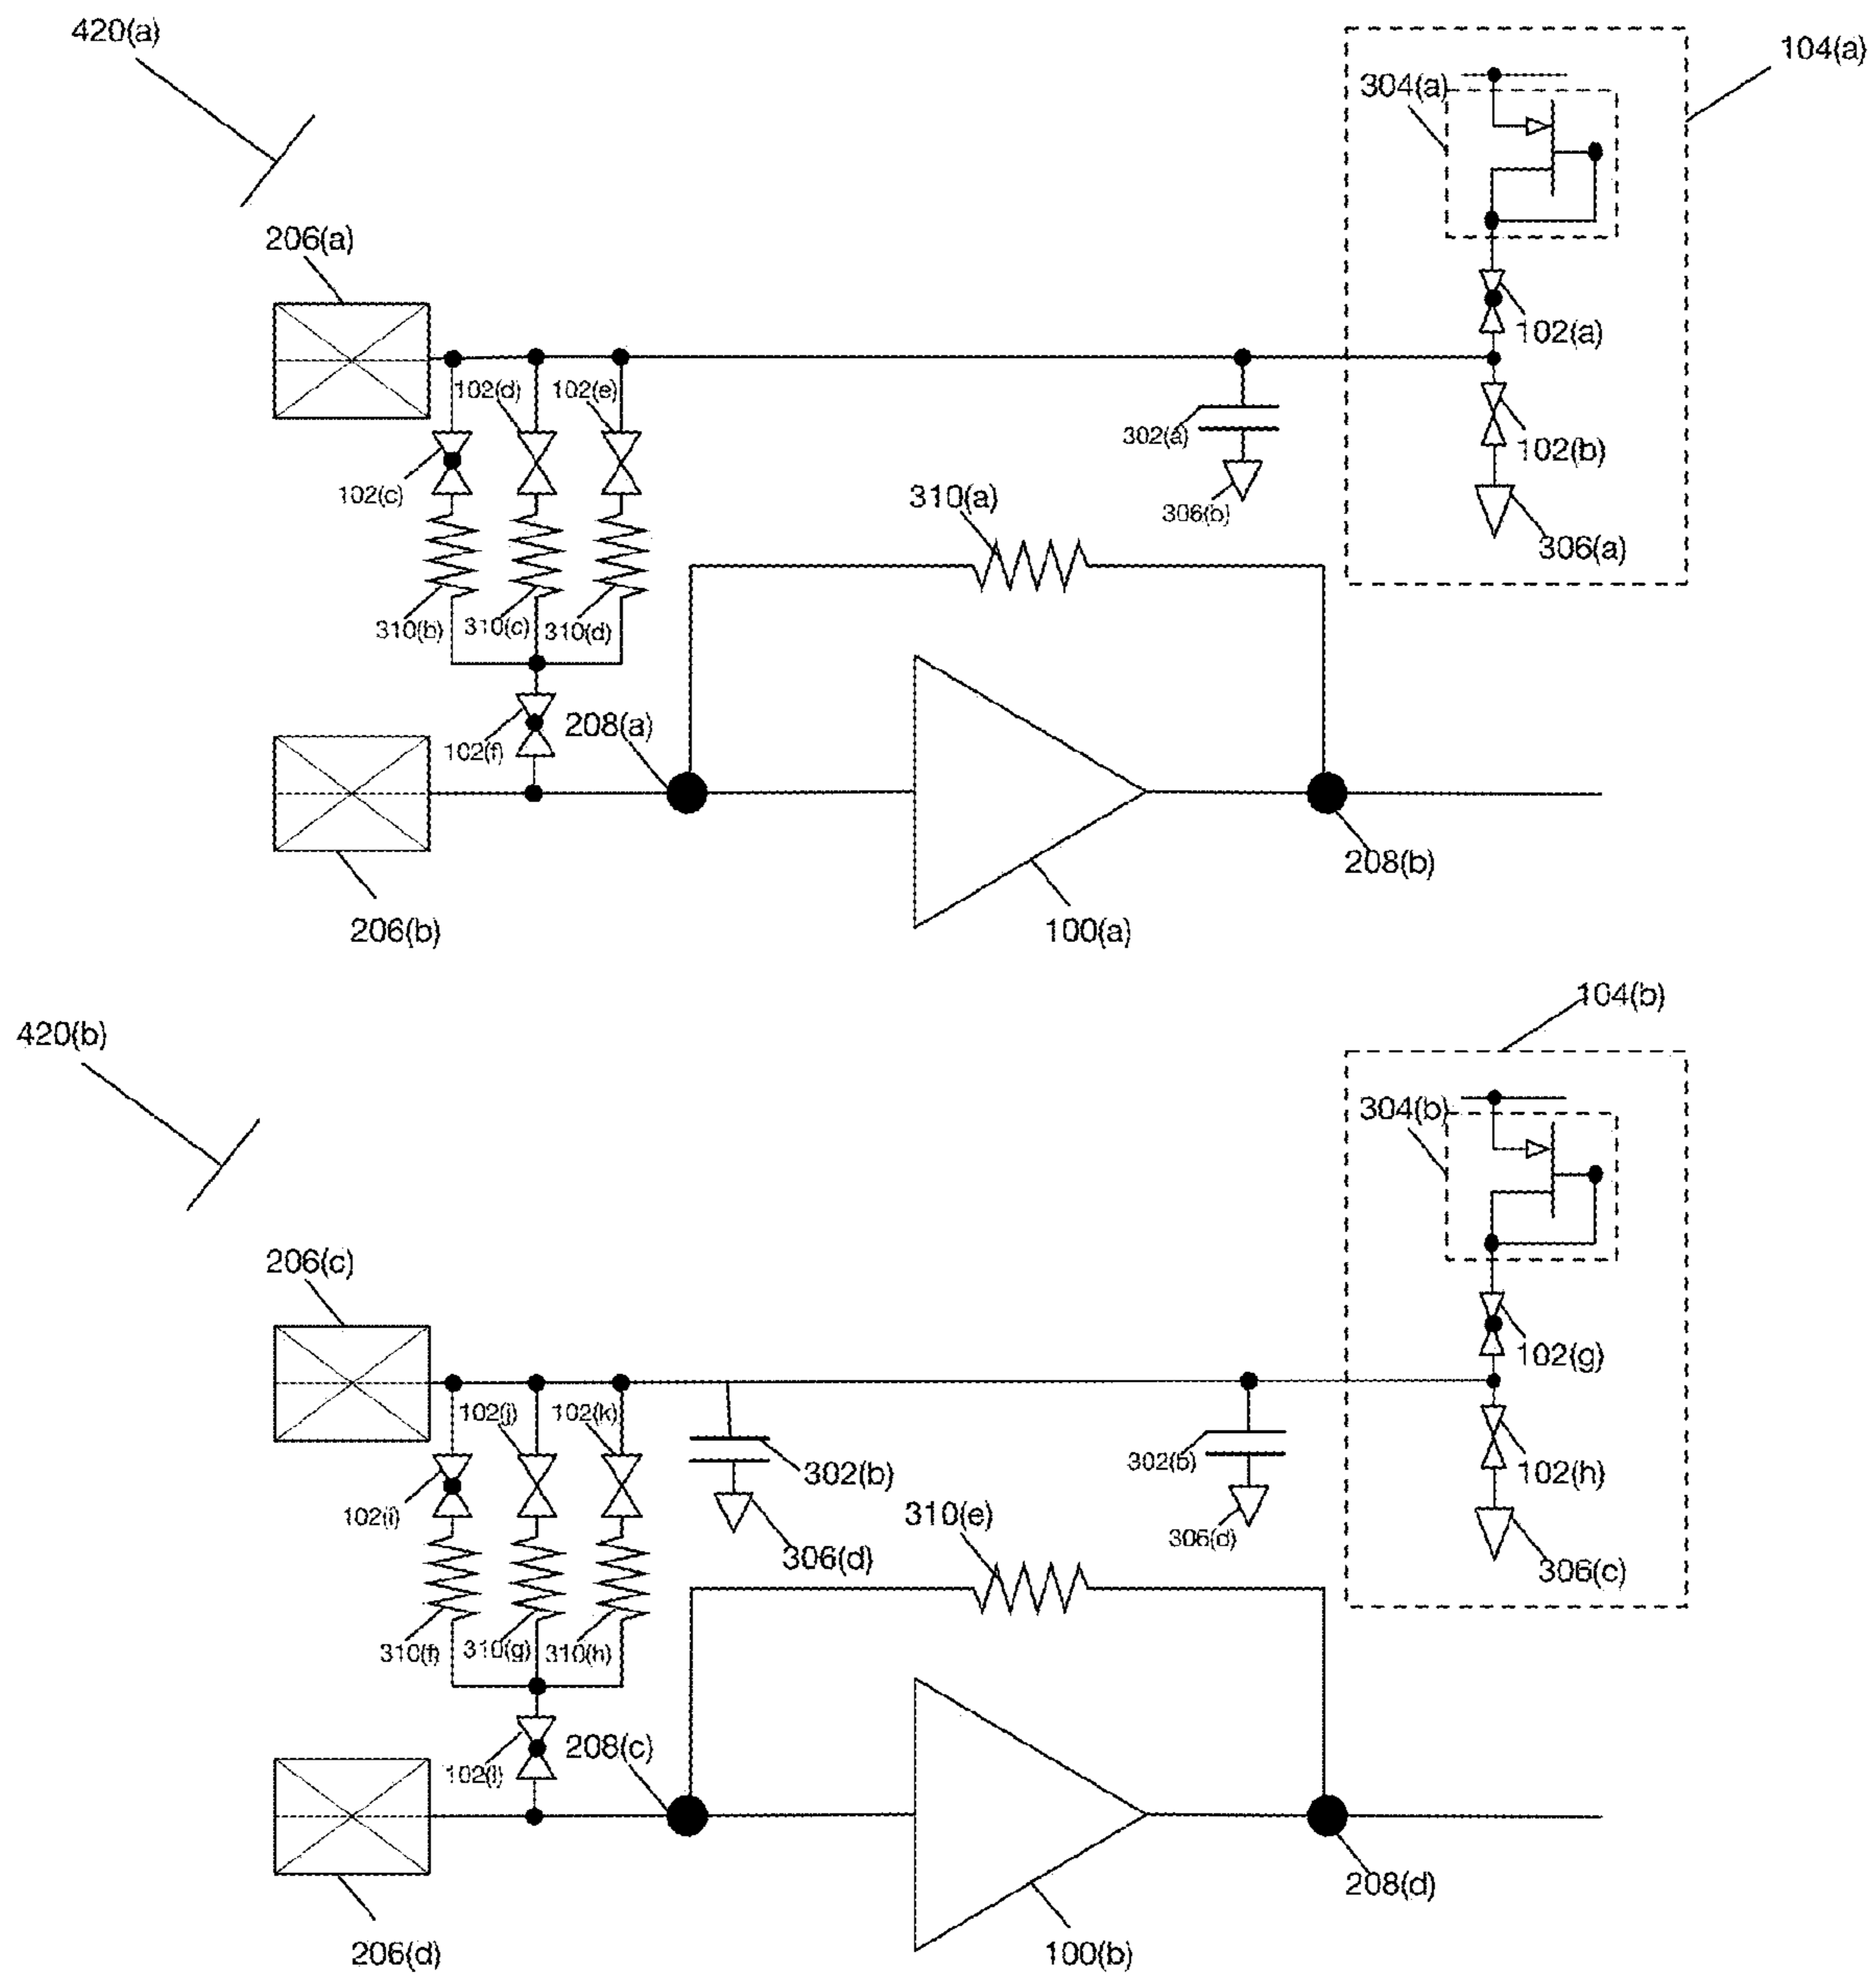 420(a)
104(a)
304(a)
206(a)
102(a)
102(d)
102(e)
302(a)
102(b)
102(c)
310(a)
306(b)
306(a)
310(b)
310(c)
310(d)
208(a)
102(f)
208(b)
206(b)
100(a)
104(b)
420(b)
304(b)
206(c)
102(g)
102(j)
102(k)
302(b)
302(b)
102(h)
102(i)
310(e)
306(d)
306(d)
306(c)
310(f)
310(g)
310(h)
208(c)
102(l)
208(d)
206(d)
100(b)